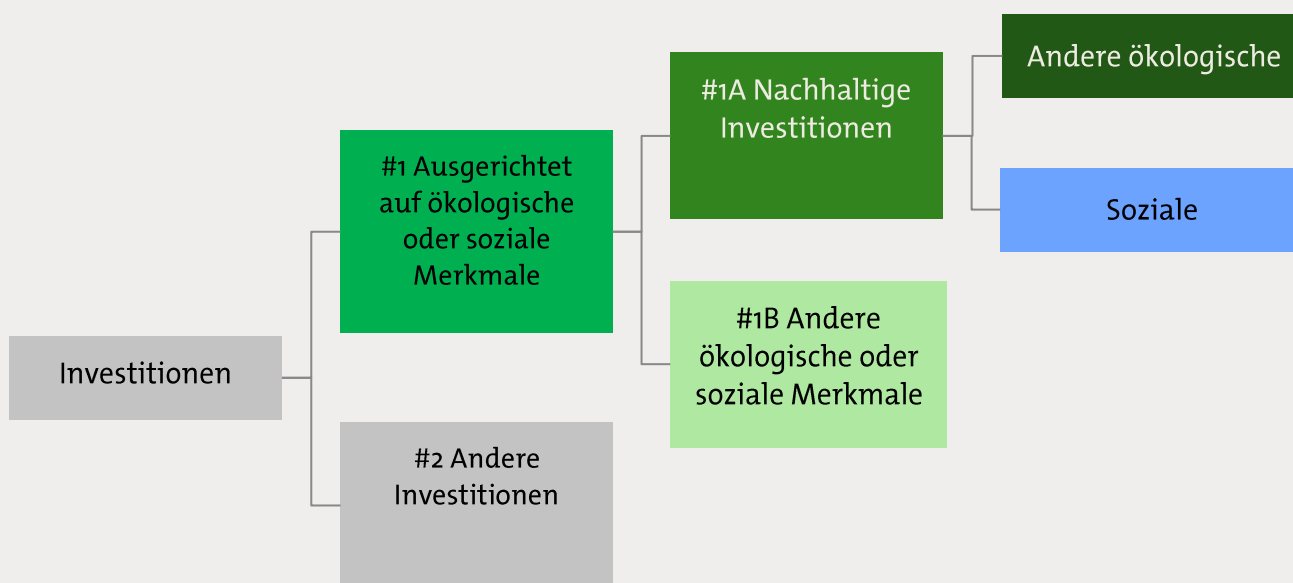 Investitionen
#1 Ausgerichtet
auf ökologische
oder soziale
Merkmale
#2 Andere
Investitionen
#1A Nachhaltige
Investitionen
#1B Andere
ökologische oder
soziale Merkmale
Andere ökologische
Soziale